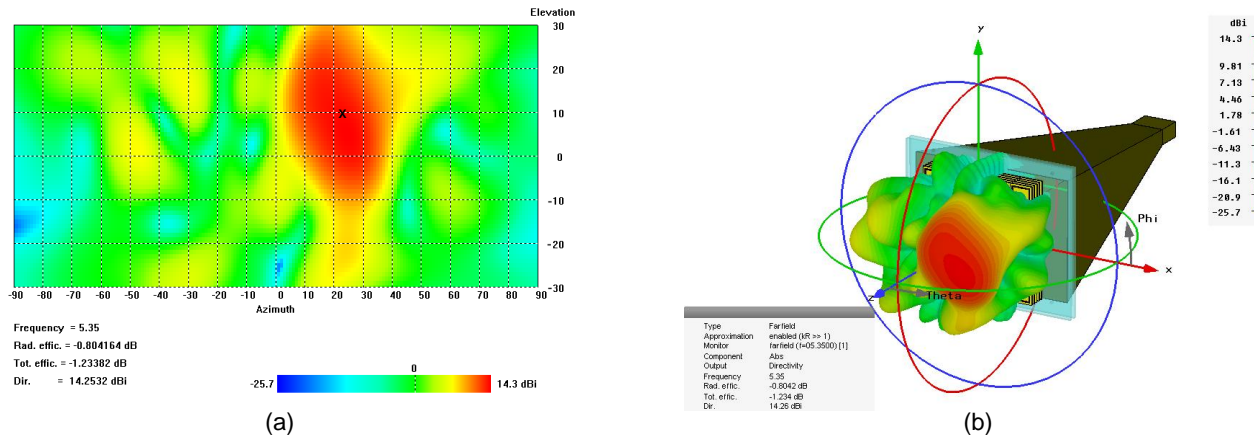 Elevation
30
20
10
0
-10
-20
-30
-90 -80 -70 -60 -50 -40 -30 -20 -10 0 10 20 30 40 50 60 70 80 90
Azimuth
X
Frequency = 5.35
Rad. effic. = -0.804164 dB
Tot. effic. = -1.23382 dB
Dir. = 14.2532 dBi
0
-25.7 14.3 dBi
(a)
y
Phi
x
z
Theta
dBi
14.3
9.81
7.13
4.46
1.78
-1.61
-6.43
-11.3
-16.1
-20.9
-25.7
Type Farfield
Approximation enabled (kR >> 1)
Monitor farfield (f=05.3500) [1]
Component Abs
Output Directivity
Frequency 5.35
Rad. effic. -0.8042 dB
Tot. effic. -1.234 dB
Dir. 14.26 dBi
(b)